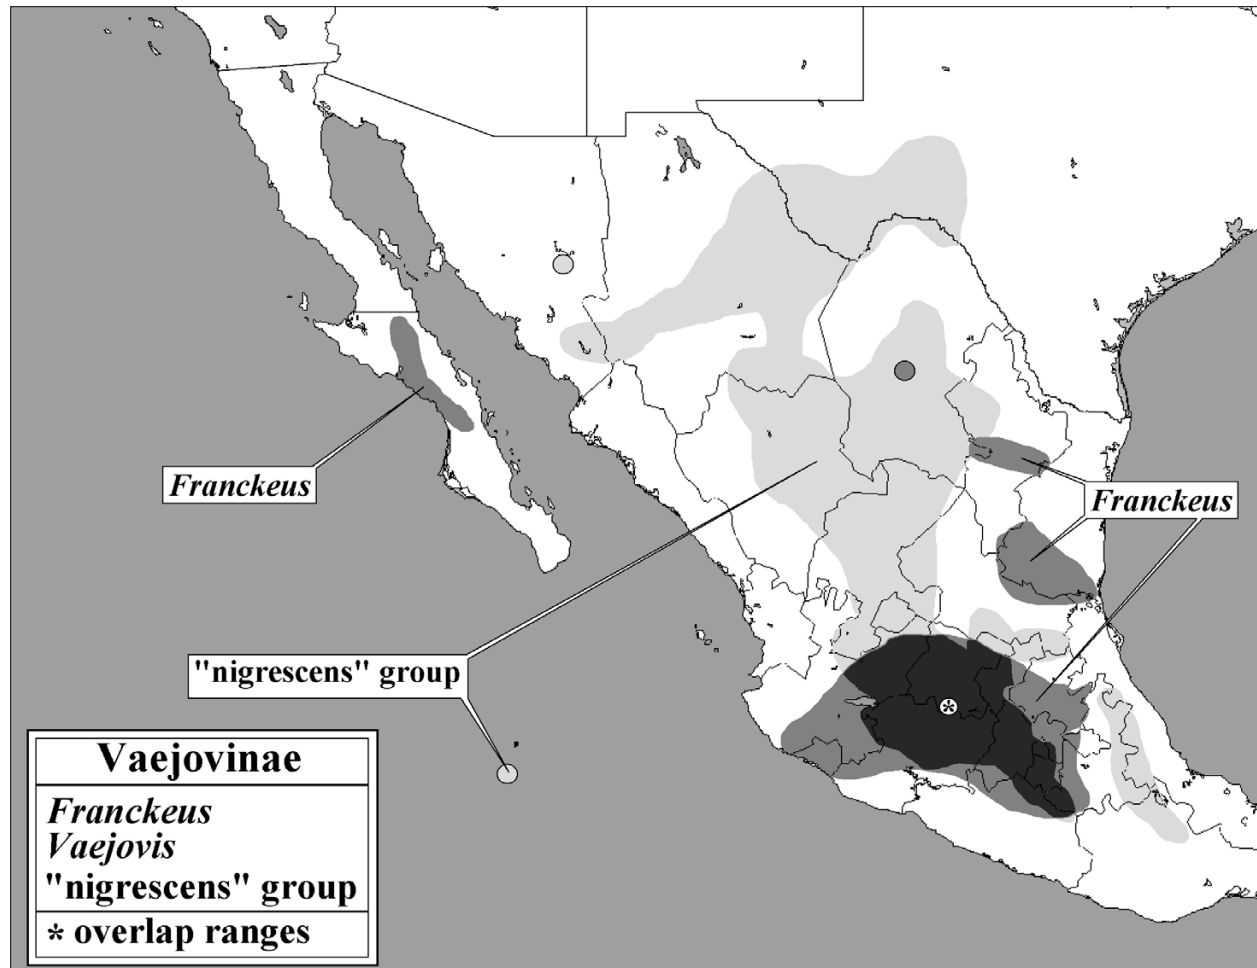 Franckeus
Franckeus
"nigrescens" group
*
Vaejovinae
Franckeus
Vaejovis
"nigrescens" group
* overlap ranges